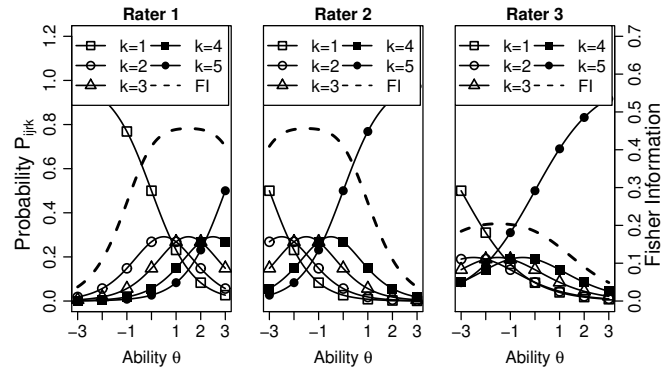 Rater 1 Rater 2 Rater 3
k=1 k=4
k=2 k=5
k=3 FI
k=1 k=4
k=2 k=5
k=3 FI
k=1 k=4
k=2 k=5
k=3 FI
Probability P_ijrk
0.0 0.2 0.4 0.6 0.8 1.0 1.2
Fisher Information
0.0 0.1 0.2 0.3 0.4 0.5 0.6 0.7
−3 −1 1 2 3
−3 −1 1 2 3
−3 −1 1 2 3
Ability θ Ability θ Ability θ